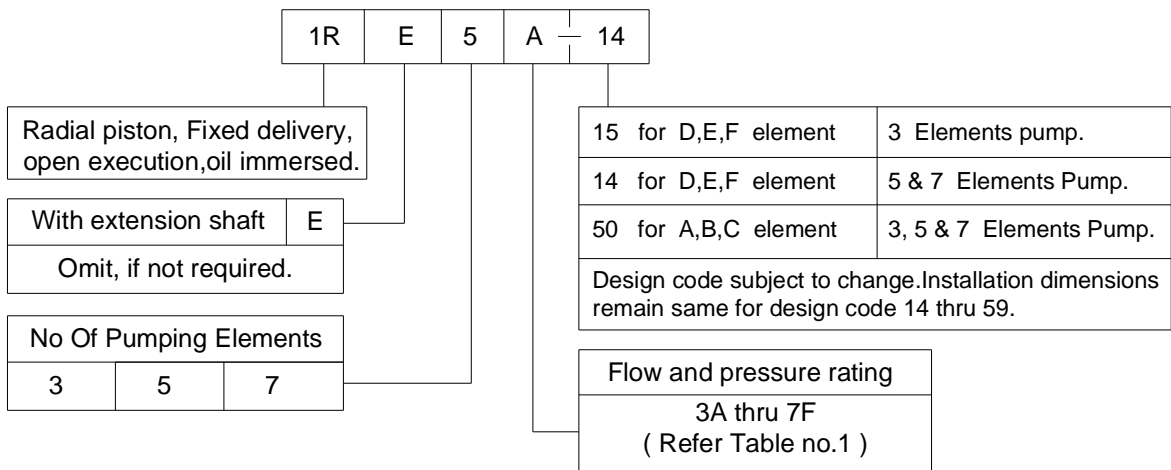 1R E 5 A — 14
Radial piston, Fixed delivery,
open execution,oil immersed.
With extension shaft E
Omit, if not required.
No Of Pumping Elements
3 5 7
15 for D,E,F element 3 Elements pump.
14 for D,E,F element 5 & 7 Elements Pump.
50 for A,B,C element 3, 5 & 7 Elements Pump.
Design code subject to change.Installation dimensions
remain same for design code 14 thru 59.
Flow and pressure rating
3A thru 7F
( Refer Table no.1 )